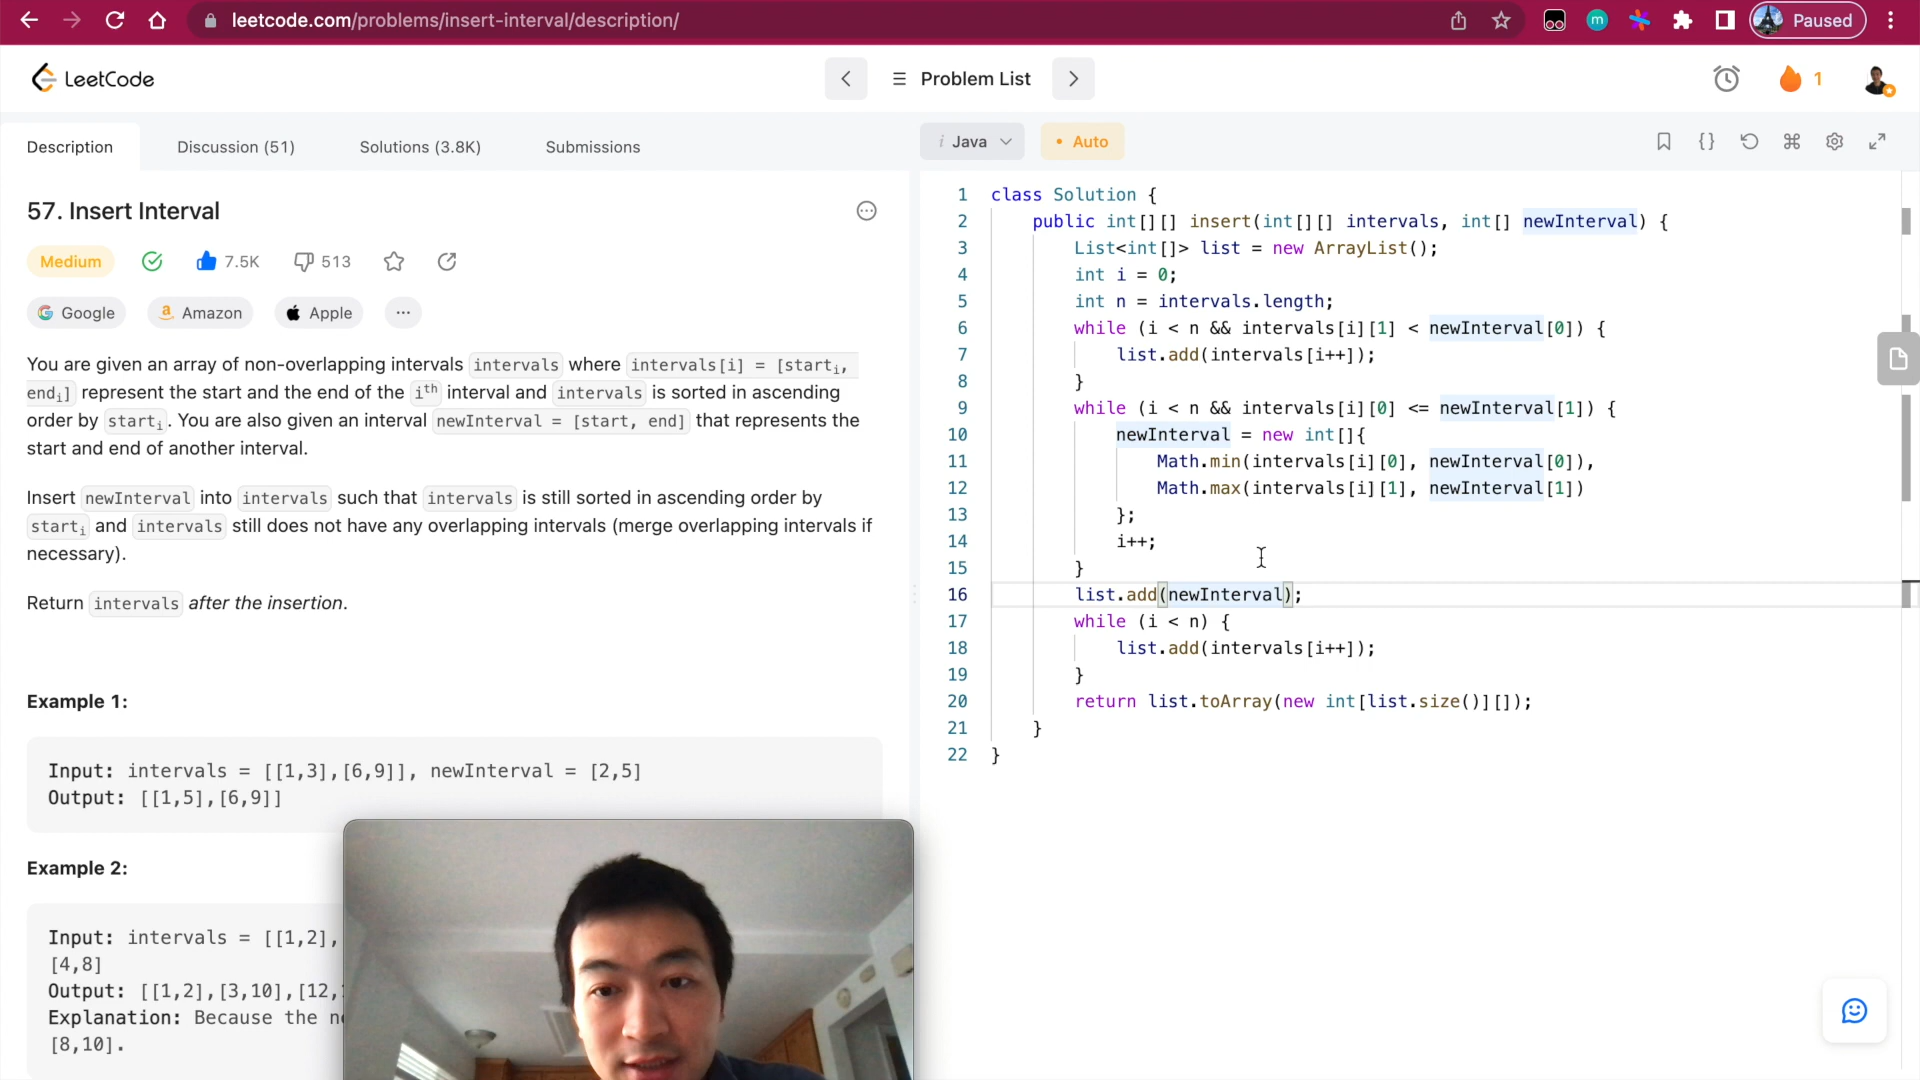 leetcode.com/problems/insert-interval/description/
m
Paused
LeetCode
Problem List
1
Description
Discussion (51)
Solutions (3.8K)
Submissions
i Java
• Auto
{}
57. Insert Interval
Medium
7.5K
513
Google
Amazon
Apple
...
You are given an array of non-overlapping intervals intervals where intervals[i] = [starti,
endi] represent the start and the end of the ith interval and intervals is sorted in ascending
order by starti. You are also given an interval newInterval = [start, end] that represents the
start and end of another interval.
Insert newInterval into intervals such that intervals is still sorted in ascending order by
starti and intervals still does not have any overlapping intervals (merge overlapping intervals if
necessary).
Return intervals after the insertion.
Example 1:
Input: intervals = [[1,3],[6,9]], newInterval = [2,5]
Output: [[1,5],[6,9]]
Example 2:
Input: intervals = [[1,2],
[4,8]
Output: [[1,2],[3,10],[12,
Explanation: Because the
[8,10].
1 class Solution {
2 public int[][] insert(int[][] intervals, int[] newInterval) {
3 List<int[]> list = new ArrayList();
4 int i = 0;
5 int n = intervals.length;
6 while (i < n && intervals[i][1] < newInterval[0]) {
7 list.add(intervals[i++]);
8 }
9 while (i < n && intervals[i][0] <= newInterval[1]) {
10 newInterval = new int[]{
11 Math.min(intervals[i][0], newInterval[0]),
12 Math.max(intervals[i][1], newInterval[1])
13 };
14 i++;
15 }
16 list.add(newInterval);
17 while (i < n) {
18 list.add(intervals[i++]);
19 }
20 return list.toArray(new int[list.size()][]);
21 }
22 }